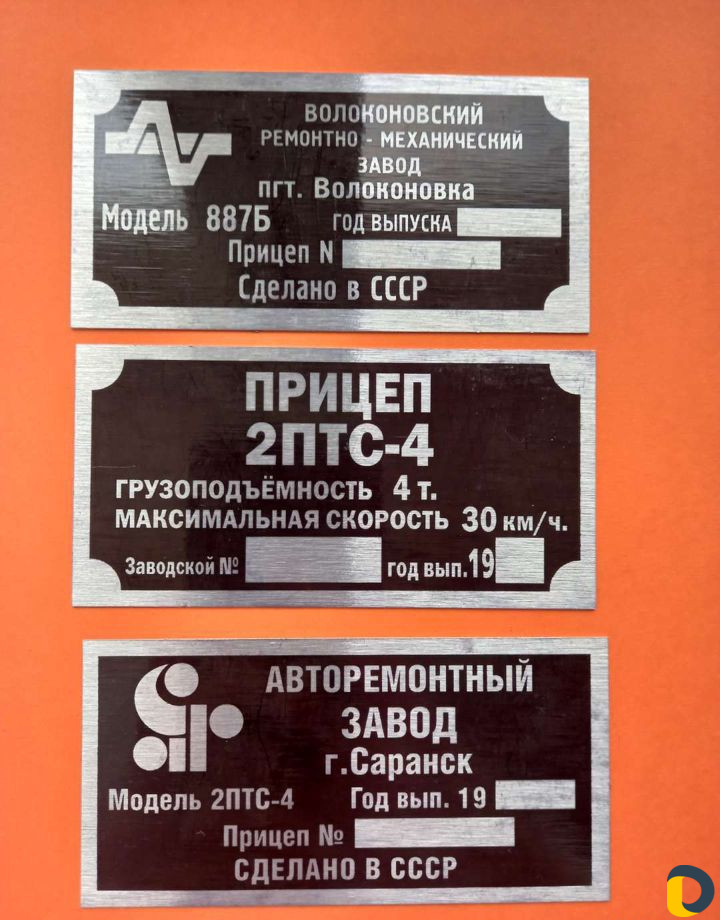 ВОЛОКОНОВСКИЙ
РЕМОНТНО - МЕХАНИЧЕСКИЙ
ЗАВОД
пгт. Волоконовка
Модель 887Б ГОД ВЫПУСКА
Прицеп N
Сделано в СССР
ПРИЦЕП
2ПТС-4
ГРУЗОПОДЪЁМНОСТЬ 4 т.
МАКСИМАЛЬНАЯ СКОРОСТЬ 30 КМ/Ч.
Заводской № год вып.19
АВТОРЕМОНТНЫЙ
ЗАВОД
г.Саранск
Модель 2ПТС-4 Год вып. 19
Прицеп №
СДЕЛАНО В СССР